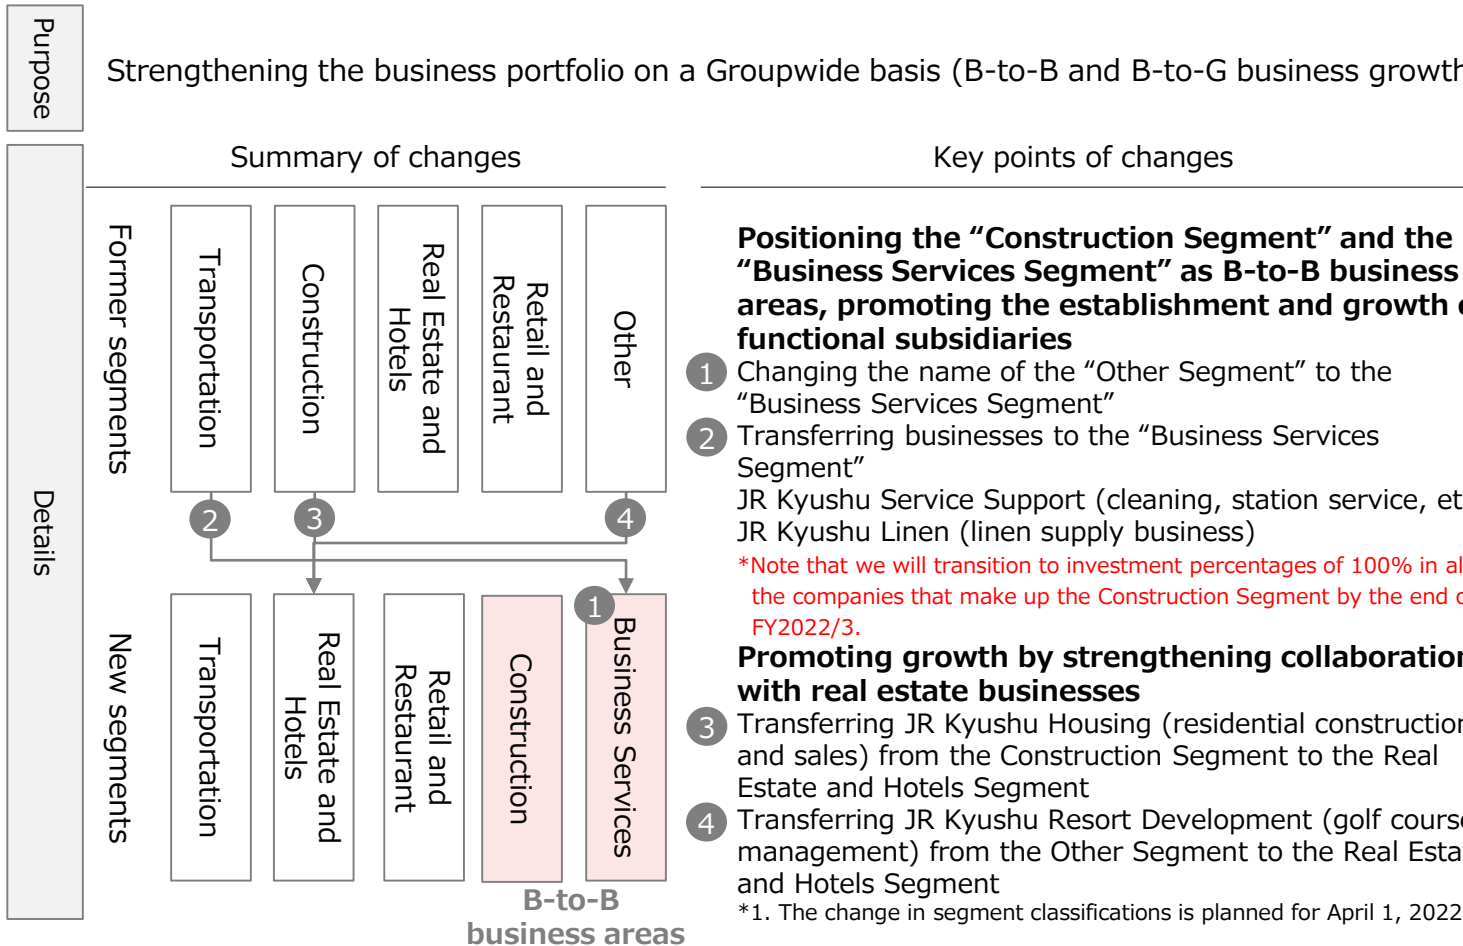 Purpose
Strengthening the business portfolio on a Groupwide basis (B-to-B and B-to-G business growth
Details
Summary of changes
Former segments
Transportation
Construction
Real Estate and
Hotels
Retail and
Restaurant
Other
2
3
4
1
New segments
Transportation
Real Estate and
Hotels
Retail and
Restaurant
Construction
Business Services
B-to-B
business areas
Key points of changes
Positioning the “Construction Segment” and the
“Business Services Segment” as B-to-B business
areas, promoting the establishment and growth
functional subsidiaries
1 Changing the name of the “Other Segment” to the
“Business Services Segment”
2 Transferring businesses to the “Business Services
Segment”
JR Kyushu Service Support (cleaning, station service, et
JR Kyushu Linen (linen supply business)
*Note that we will transition to investment percentages of 100% in al
the companies that make up the Construction Segment by the end
FY2022/3.
Promoting growth by strengthening collaboration
with real estate businesses
3 Transferring JR Kyushu Housing (residential construction
and sales) from the Construction Segment to the Real
Estate and Hotels Segment
4 Transferring JR Kyushu Resort Development (golf course
management) from the Other Segment to the Real Esta
and Hotels Segment
*1. The change in segment classifications is planned for April 1, 2022